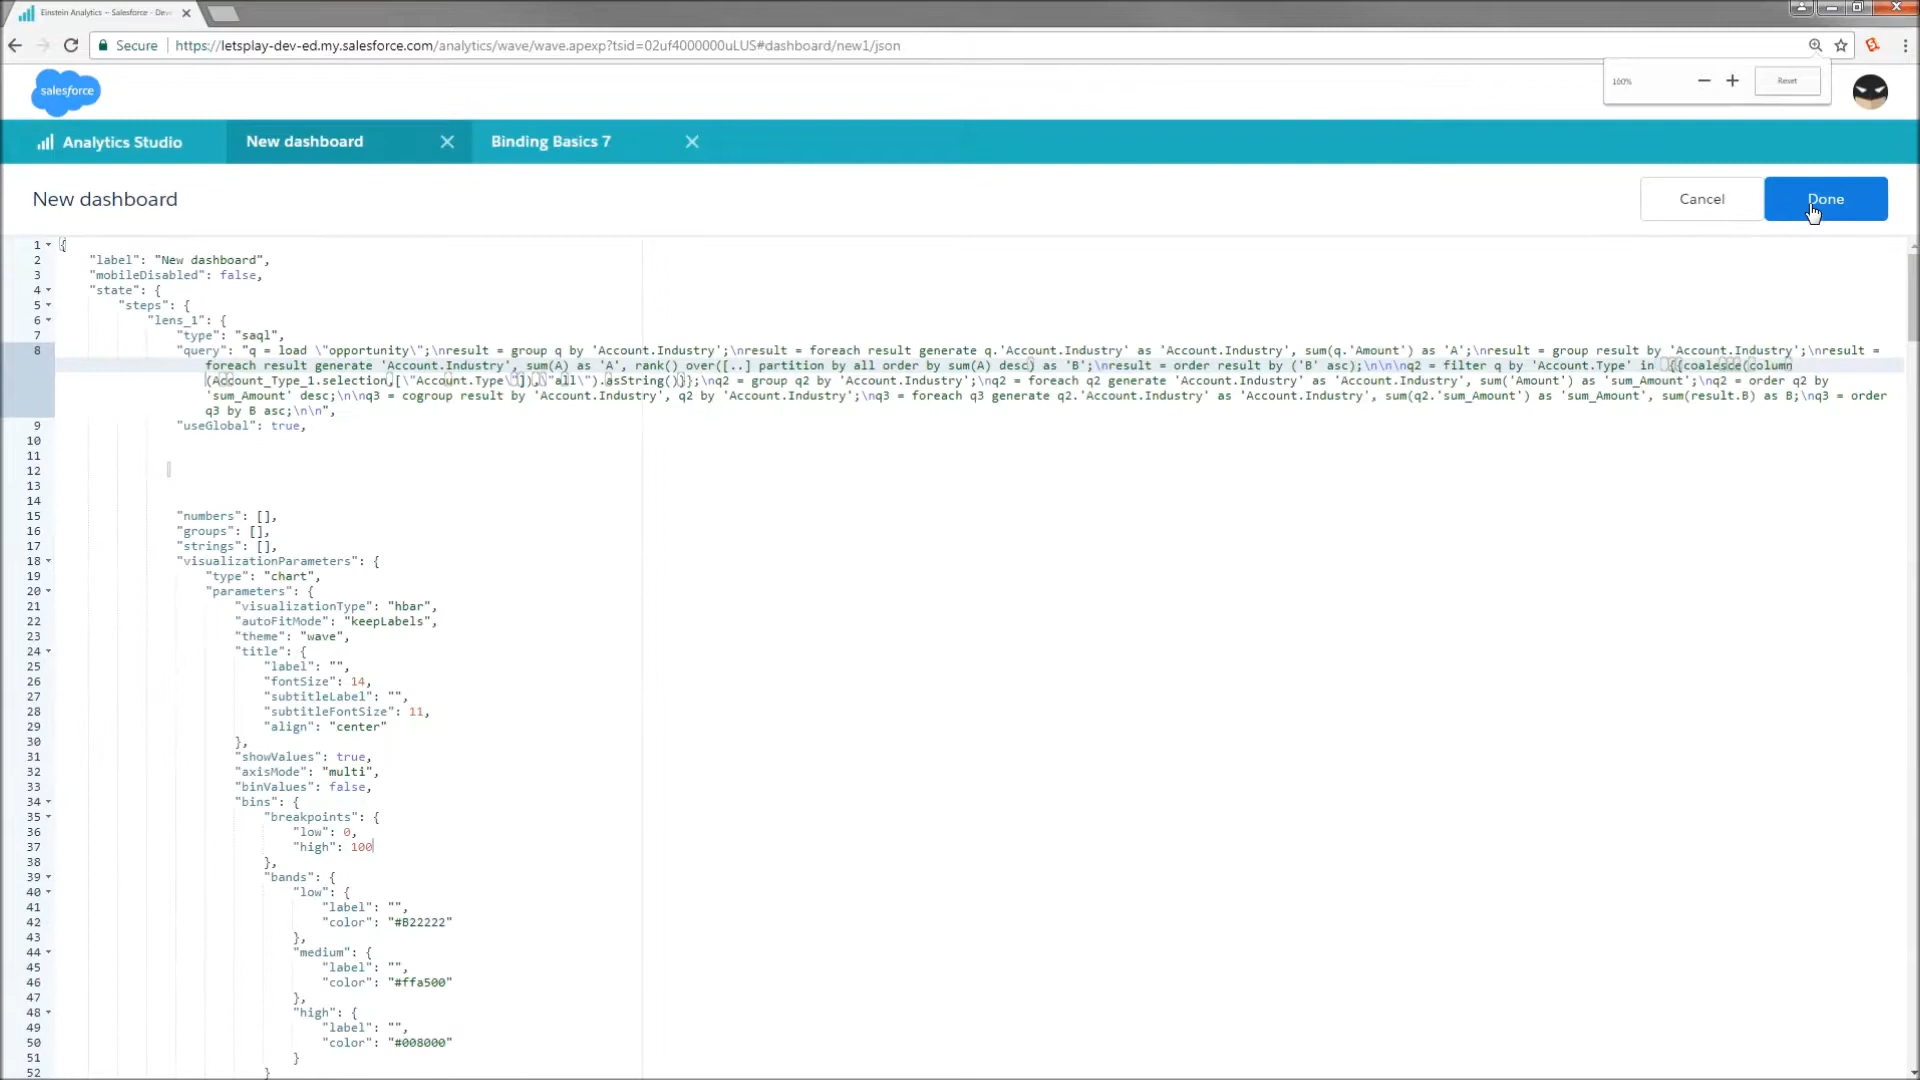 Einstein Analytics – Salesforce - Dev
Secure https://letsplay-dev-ed.my.salesforce.com/analytics/wave/wave.apexp?tsid=02uf4000000uLUS#dashboard/new1/json
salesforce
160%
Reset
Analytics Studio
New dashboard
Binding Basics 7
New dashboard
Cancel
Done
1 {
2 "label": "New dashboard",
3 "mobileDisabled": false,
4 "state": {
5 "steps": {
6 "lens_1": {
7 "type": "saql",
8 "query": "q = load \"opportunity\";\nresult = group q by 'Account.Industry';\nresult = foreach result generate q.'Account.Industry' as 'Account.Industry', sum(q.'Amount') as 'A';\nresult = group result by 'Account.Industry';\nresult =
foreach result generate 'Account.Industry', sum(A) as 'A', rank() over([..] partition by all order by sum(A) desc) as 'B';\nresult = order result by ('B' asc);\n\n\n\nq2 = filter q by 'Account.Type' in {{coalesce(column
(Account_Type_1.selection,[\"Account.Type\"]),\"all\").asString()}};\nq2 = group q2 by 'Account.Industry';\nq2 = foreach q2 generate 'Account.Industry' as 'Account.Industry', sum('Amount') as 'sum_Amount';\nq2 = order q2 by
'sum_Amount' desc;\n\nq3 = cogroup result by 'Account.Industry', q2 by 'Account.Industry';\nq3 = foreach q3 generate q2.'Account.Industry' as 'Account.Industry', sum(q2.'sum_Amount') as 'sum_Amount', sum(result.B) as B;\nq3 = order
q3 by B asc;\n\n",
9 "useGlobal": true,
10
11
12
13
14
15 "numbers": [],
16 "groups": [],
17 "strings": [],
18 "visualizationParameters": {
19 "type": "chart",
20 "parameters": {
21 "visualizationType": "hbar",
22 "autoFitMode": "keepLabels",
23 "theme": "wave",
24 "title": {
25 "label": "",
26 "fontSize": 14,
27 "subtitleLabel": "",
28 "subtitleFontSize": 11,
29 "align": "center"
30 },
31 "showValues": true,
32 "axisMode": "multi",
33 "binValues": false,
34 "bins": {
35 "breakpoints": {
36 "low": 0,
37 "high": 100
38 },
39 "bands": {
40 "low": {
41 "label": "",
42 "color": "#B22222"
43 },
44 "medium": {
45 "label": "",
46 "color": "#ffa500"
47 },
48 "high": {
49 "label": "",
50 "color": "#008000"
51 }
52 }